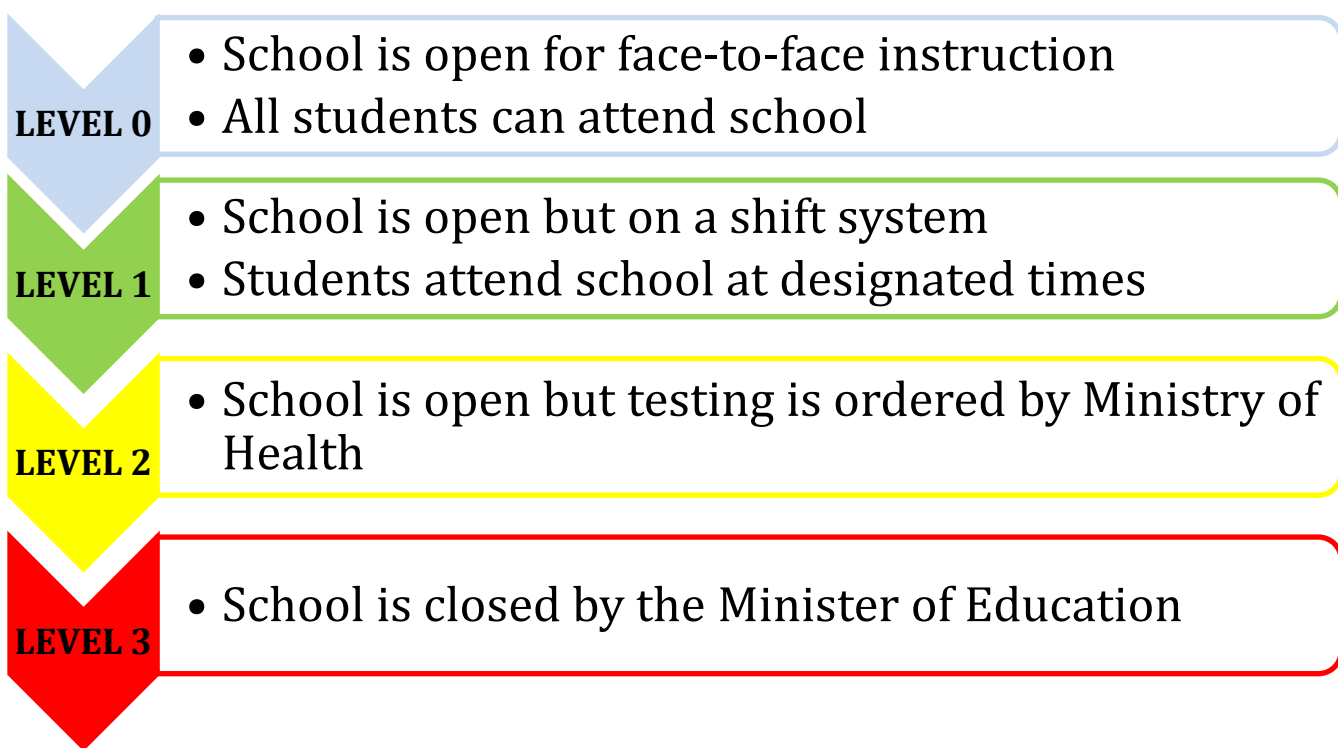 LEVEL 0
• School is open for face-to-face instruction
• All students can attend school
LEVEL 1
• School is open but on a shift system
• Students attend school at designated times
LEVEL 2
• School is open but testing is ordered by Ministry of
Health
LEVEL 3
• School is closed by the Minister of Education